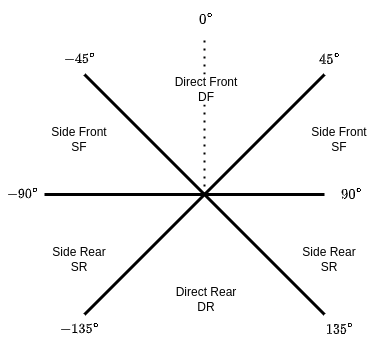 0°
−45°
45°
Direct Front
DF
Side Front
SF
Side Front
SF
−90°
90°
Side Rear
SR
Side Rear
SR
Direct Rear
DR
−135°
135°